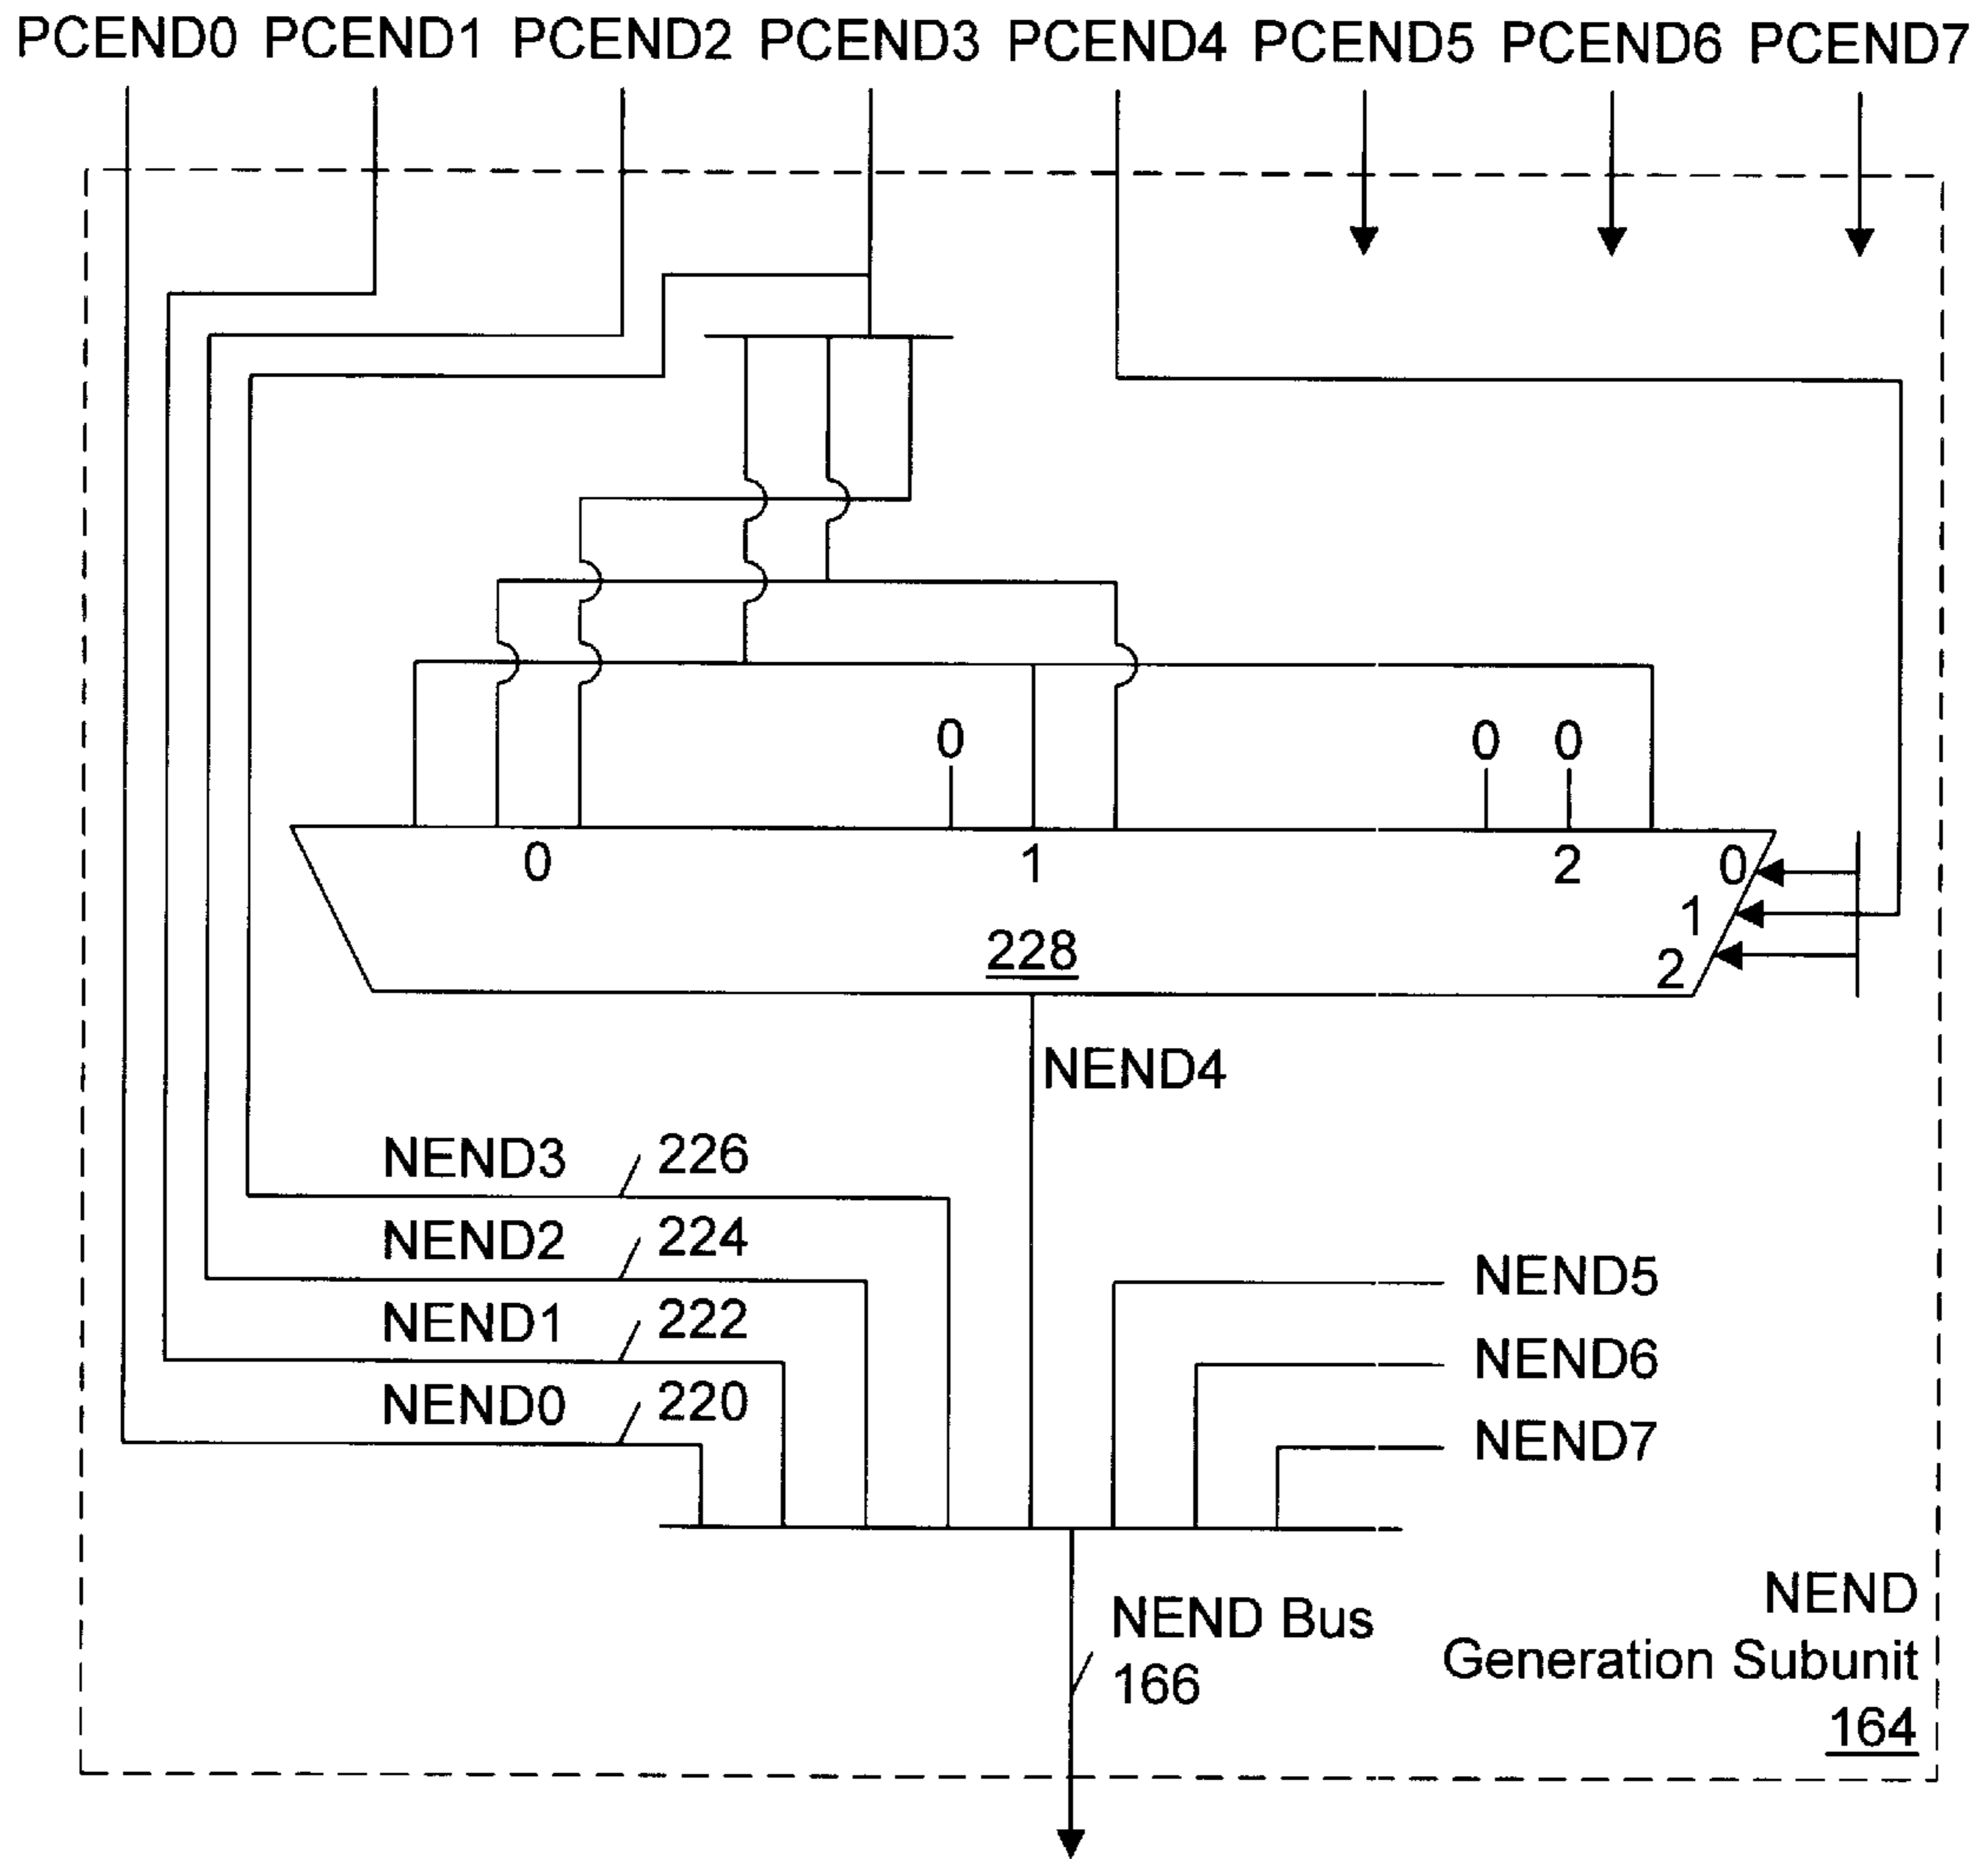 PCEND0 PCEND1 PCEND2 PCEND3 PCEND4 PCEND5 PCEND6 PCEND7
0 0 0
0 1 2 0
1
228
2
NEND4
NEND3 226
NEND2 224
NEND1 222
NEND0 220
NEND5
NEND6
NEND7
NEND Bus
166
NEND
Generation Subunit
164